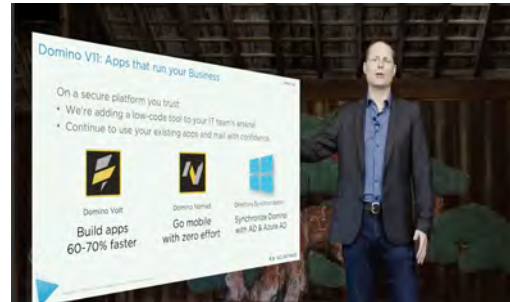 Domino V11: Apps that run your Business
On a secure platform you trust
• We're adding a low-code tool to your IT team's arsenal
• Continue to use your existing apps and mail with confidence
Domino Volt
Domino Nomad
Directory Synchronization
Build apps
60-70% faster
Go mobile
with zero effort
Synchronize Domino
with AD & Azure AD